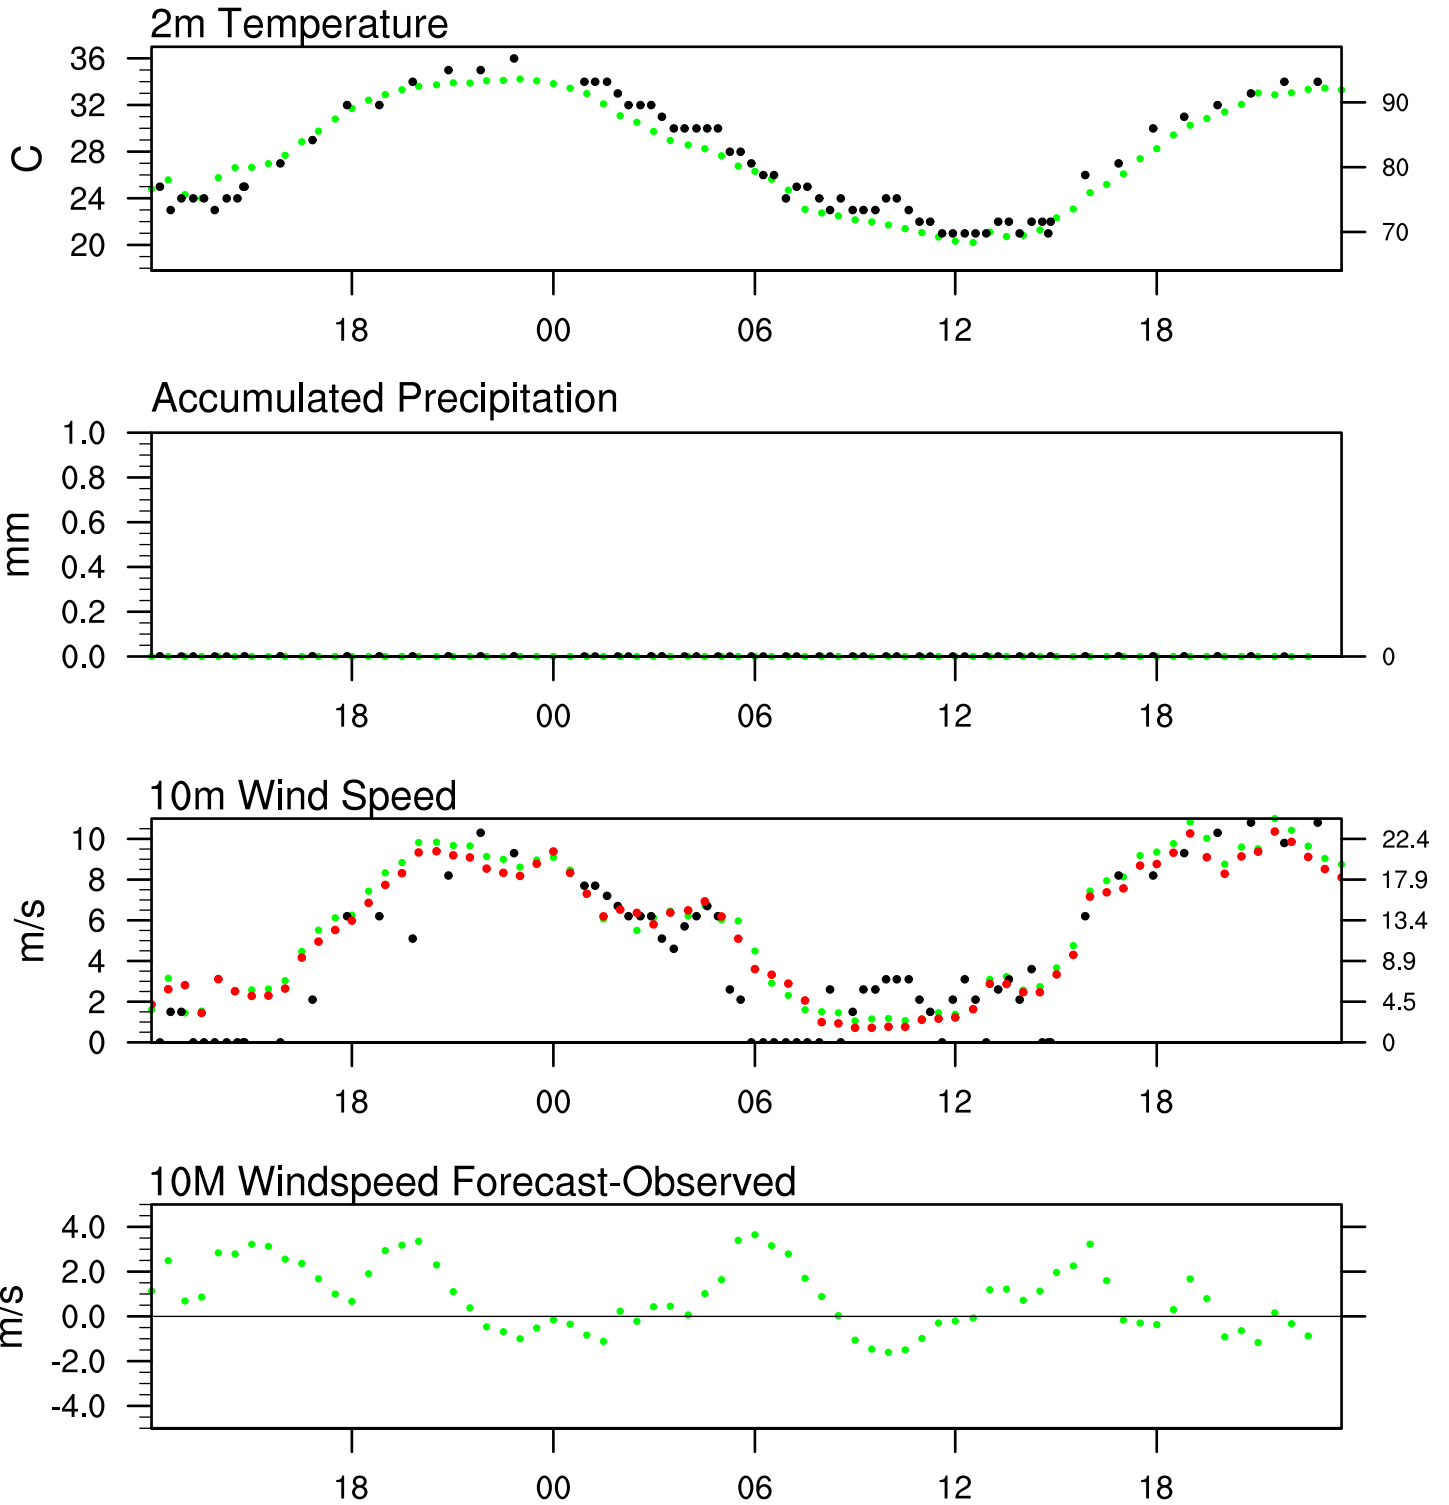 2m Temperature
36
32
28
24
20
C
90
80
70
18 00 06 12 18
Accumulated Precipitation
1.0
0.8
0.6
0.4
0.2
0.0
mm
0
18 00 06 12 18
10m Wind Speed
10
8
6
4
2
0
m/s
22.4
17.9
13.4
8.9
4.5
0
18 00 06 12 18
10M Windspeed Forecast-Observed
4.0
2.0
0.0
-2.0
-4.0
m/s
18 00 06 12 18